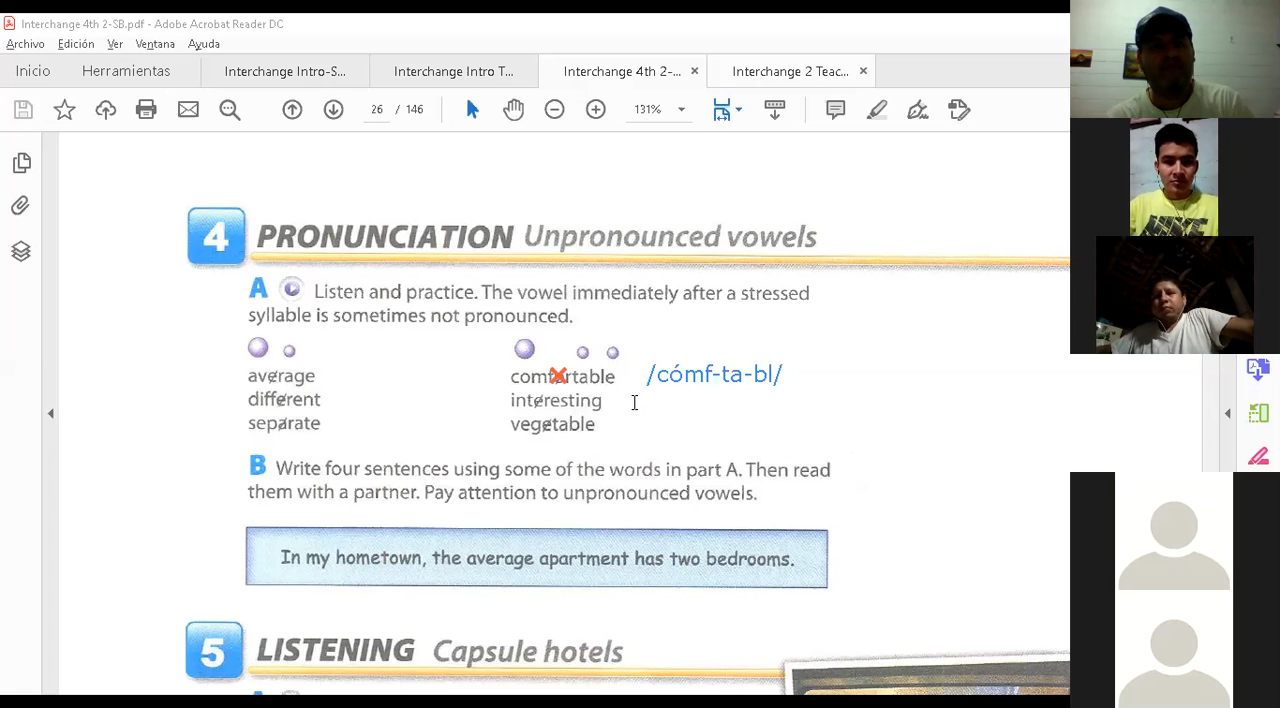 Interchange 4th 2-SB.pdf - Adobe Acrobat Reader DC
Archivo Edición Ver Ventana Ayuda
Inicio Herramientas Interchange Intro-S... Interchange Intro T... Interchange 4th 2-... × Interchange 2 Teac... ×
26 / 146 131%
4 PRONUNCIATION Unpronounced vowels
A Listen and practice. The vowel immediately after a stressed
syllable is sometimes not pronounced.
average
different
separate
comfortable /cómf-ta-bl/
interesting
vegetable
B Write four sentences using some of the words in part A. Then read
them with a partner. Pay attention to unpronounced vowels.
In my hometown, the average apartment has two bedrooms.
5 LISTENING Capsule hotels